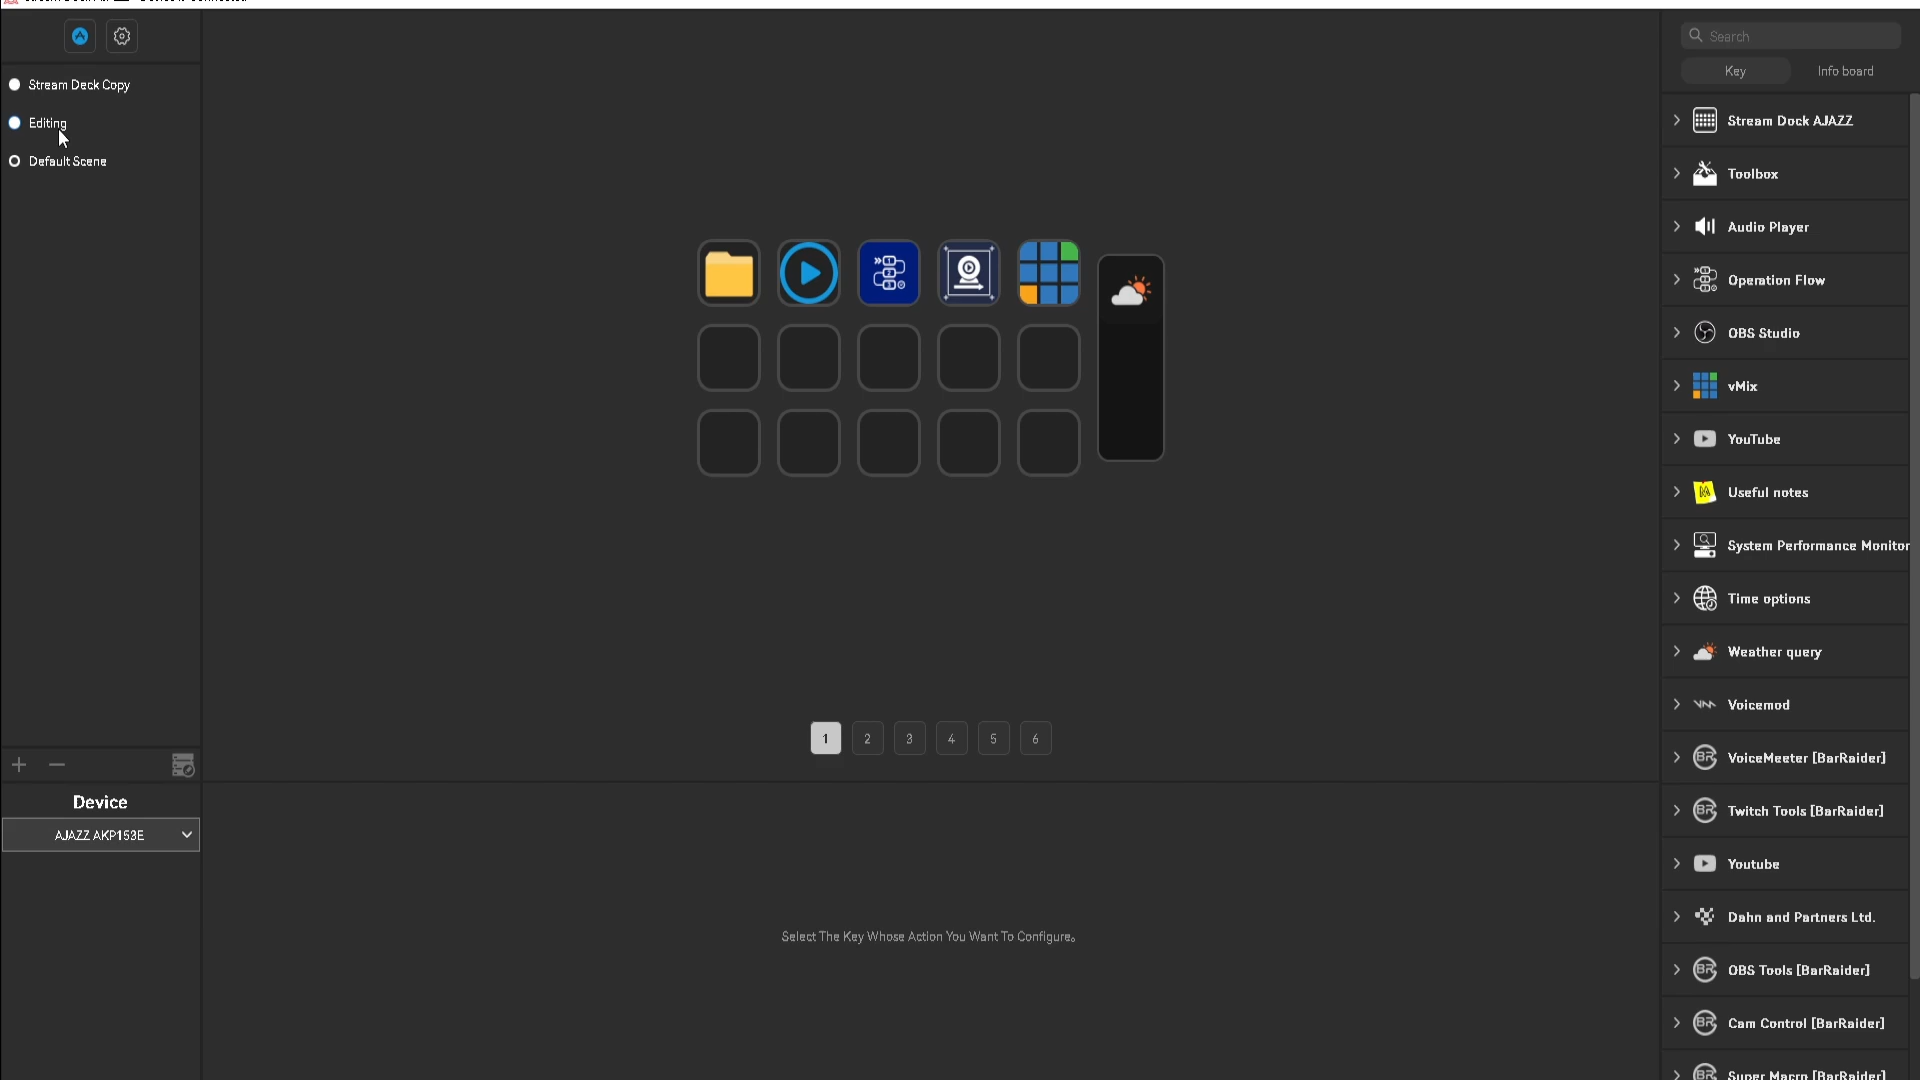 Search
Key
Info board
Stream Deck Copy
Editing
Default Scene
Stream Dock AJAZZ
Toolbox
Audio Player
Operation Flow
OBS Studio
vMix
YouTube
Useful notes
System Performance Monitor
Time options
Weather query
Voicemod
VoiceMeeter [BarRaider]
Twitch Tools [BarRaider]
Youtube
Dahn and Partners Ltd.
OBS Tools [BarRaider]
Cam Control [BarRaider]
Super Macro [BarRaider]
1
2
3
4
5
6
Device
AJAZZ AKP153E
Select The Key Whose Action You Want To Configure。